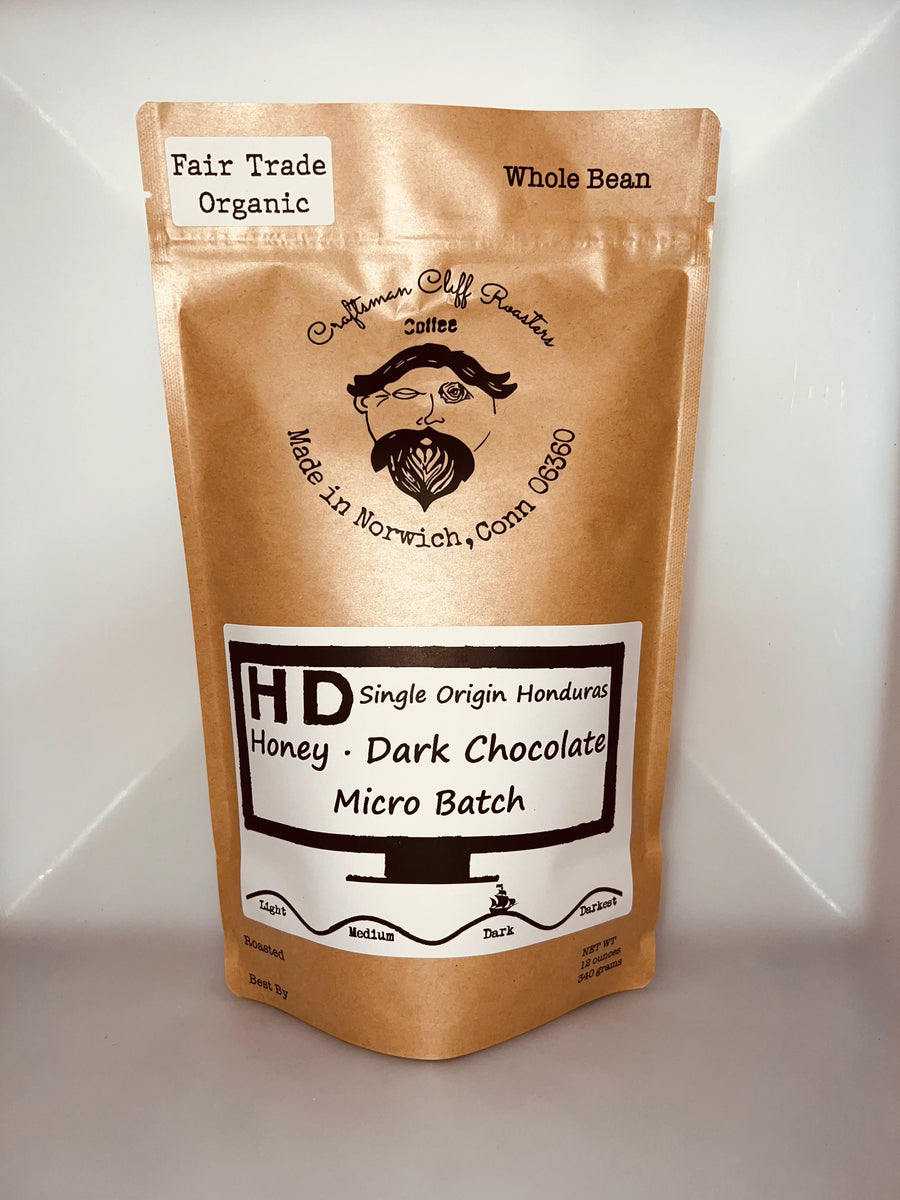 Fair Trade
Organic
Whole Bean
Craftsman Cliff Roasters
Coffee
Made in Norwich, Conn 06360
HD Single Origin Honduras
Honey · Dark Chocolate
Micro Batch
Light
Medium
Dark
Darkest
Roasted
Best By
NET WT
12 ounces
340 grams